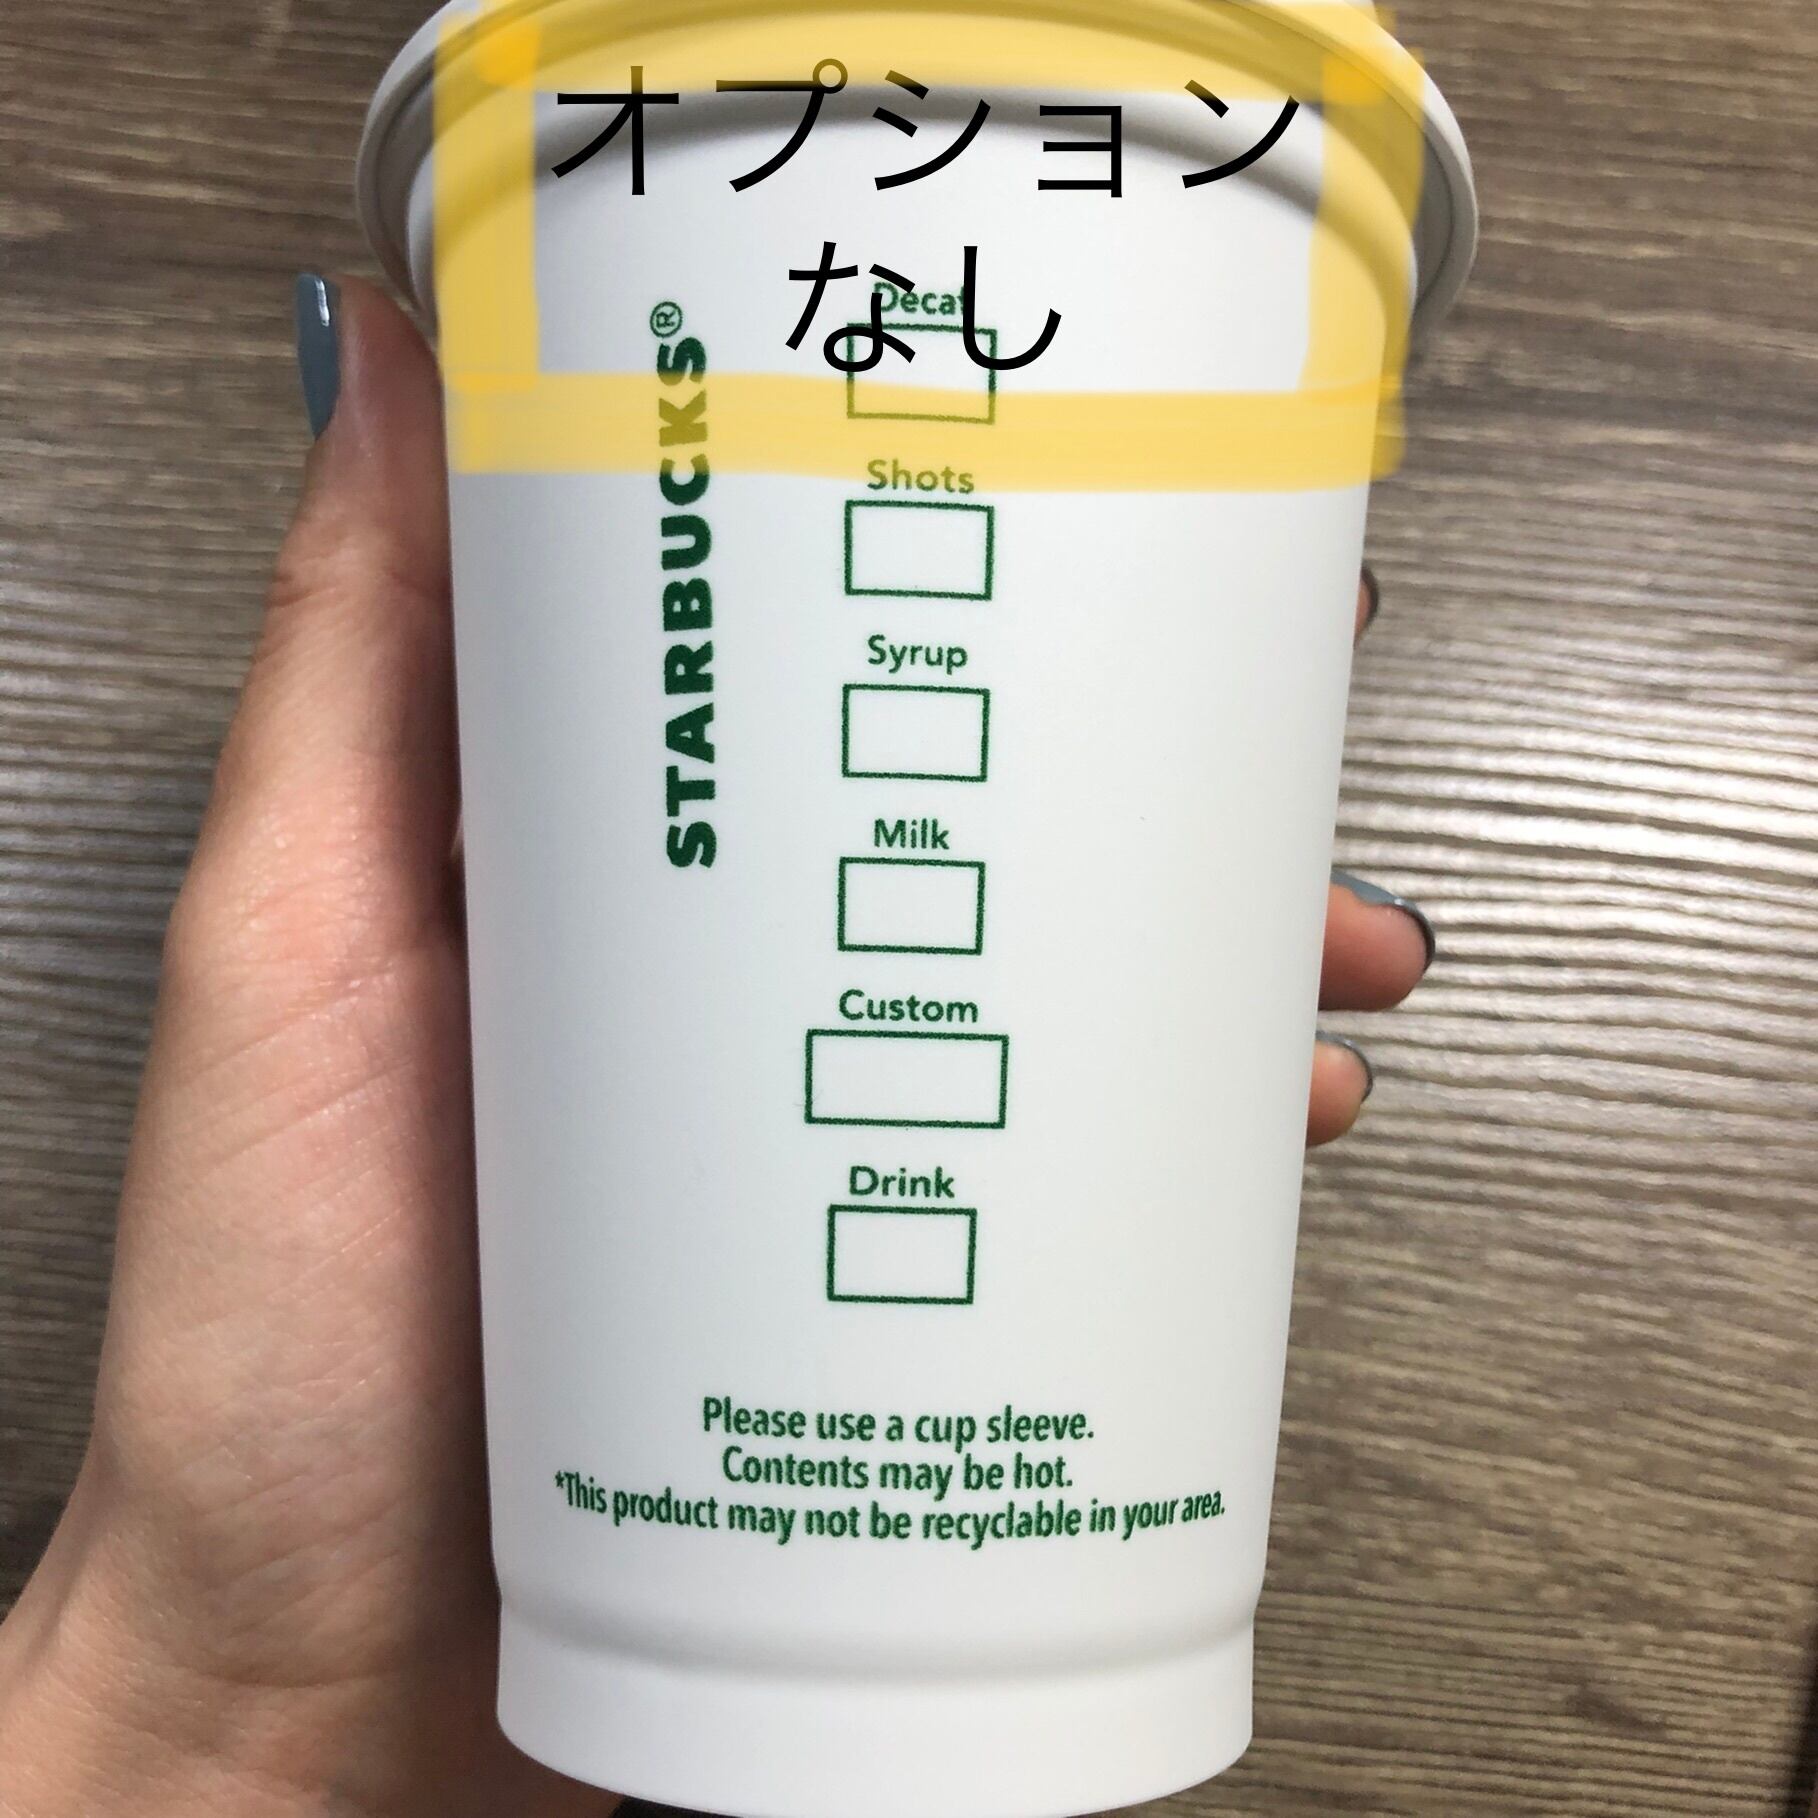 オプション
なし
STARBUCKS®
Decaf
Shots
Syrup
Milk
Custom
Drink
Please use a cup sleeve.
Contents may be hot.
*This product may not be recyclable in your area.